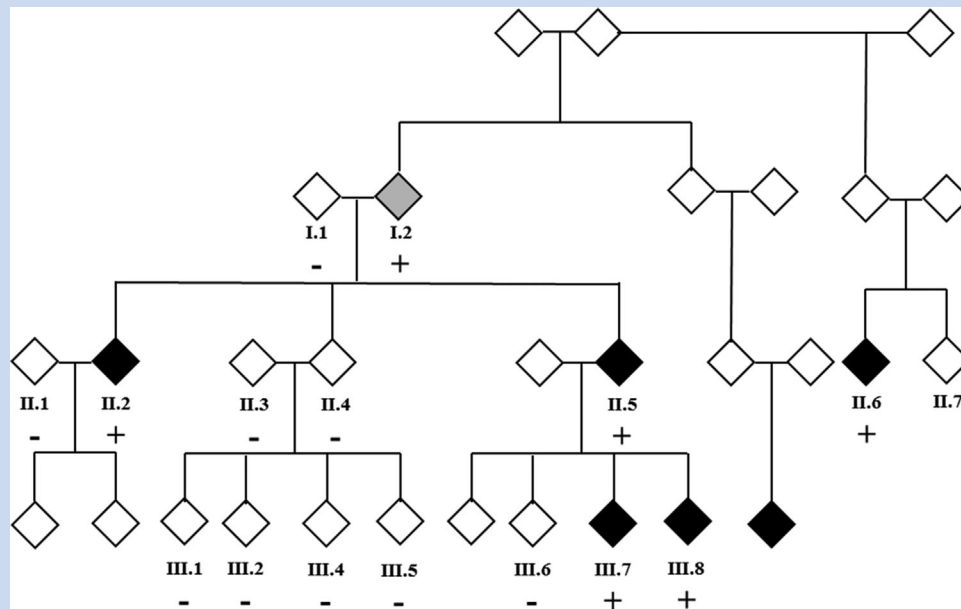 I.1 I.2
- +
II.1 II.2 II.3 II.4 II.5 II.6 II.7
- + - - + +
III.1 III.2 III.4 III.5 III.6 III.7 III.8
- - - - - + +